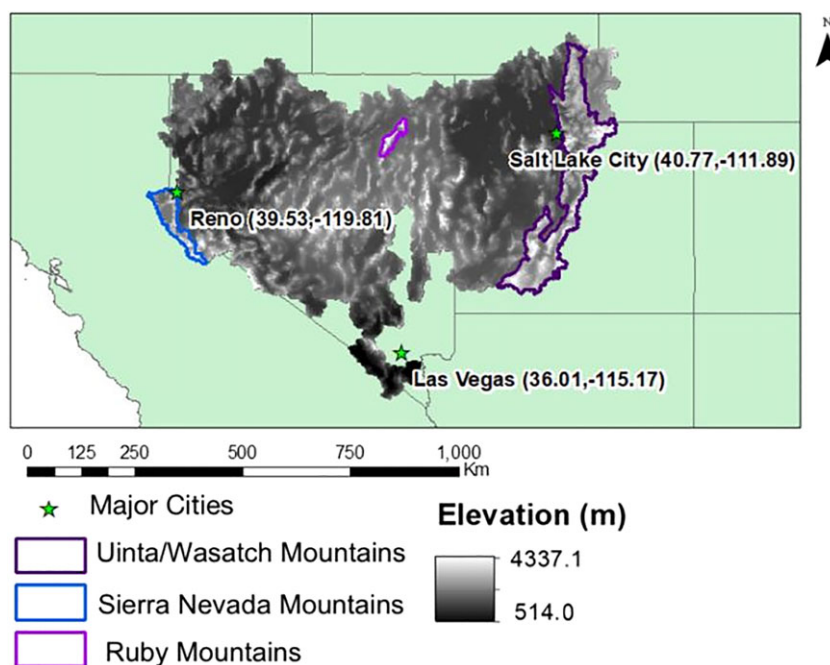 N
Salt Lake City (40.77,-111.89)
Reno (39.53,-119.81)
Las Vegas (36.01,-115.17)
0 125 250 500 750 1,000
Km
Major Cities
Elevation (m)
Uinta/Wasatch Mountains
4337.1
Sierra Nevada Mountains
514.0
Ruby Mountains